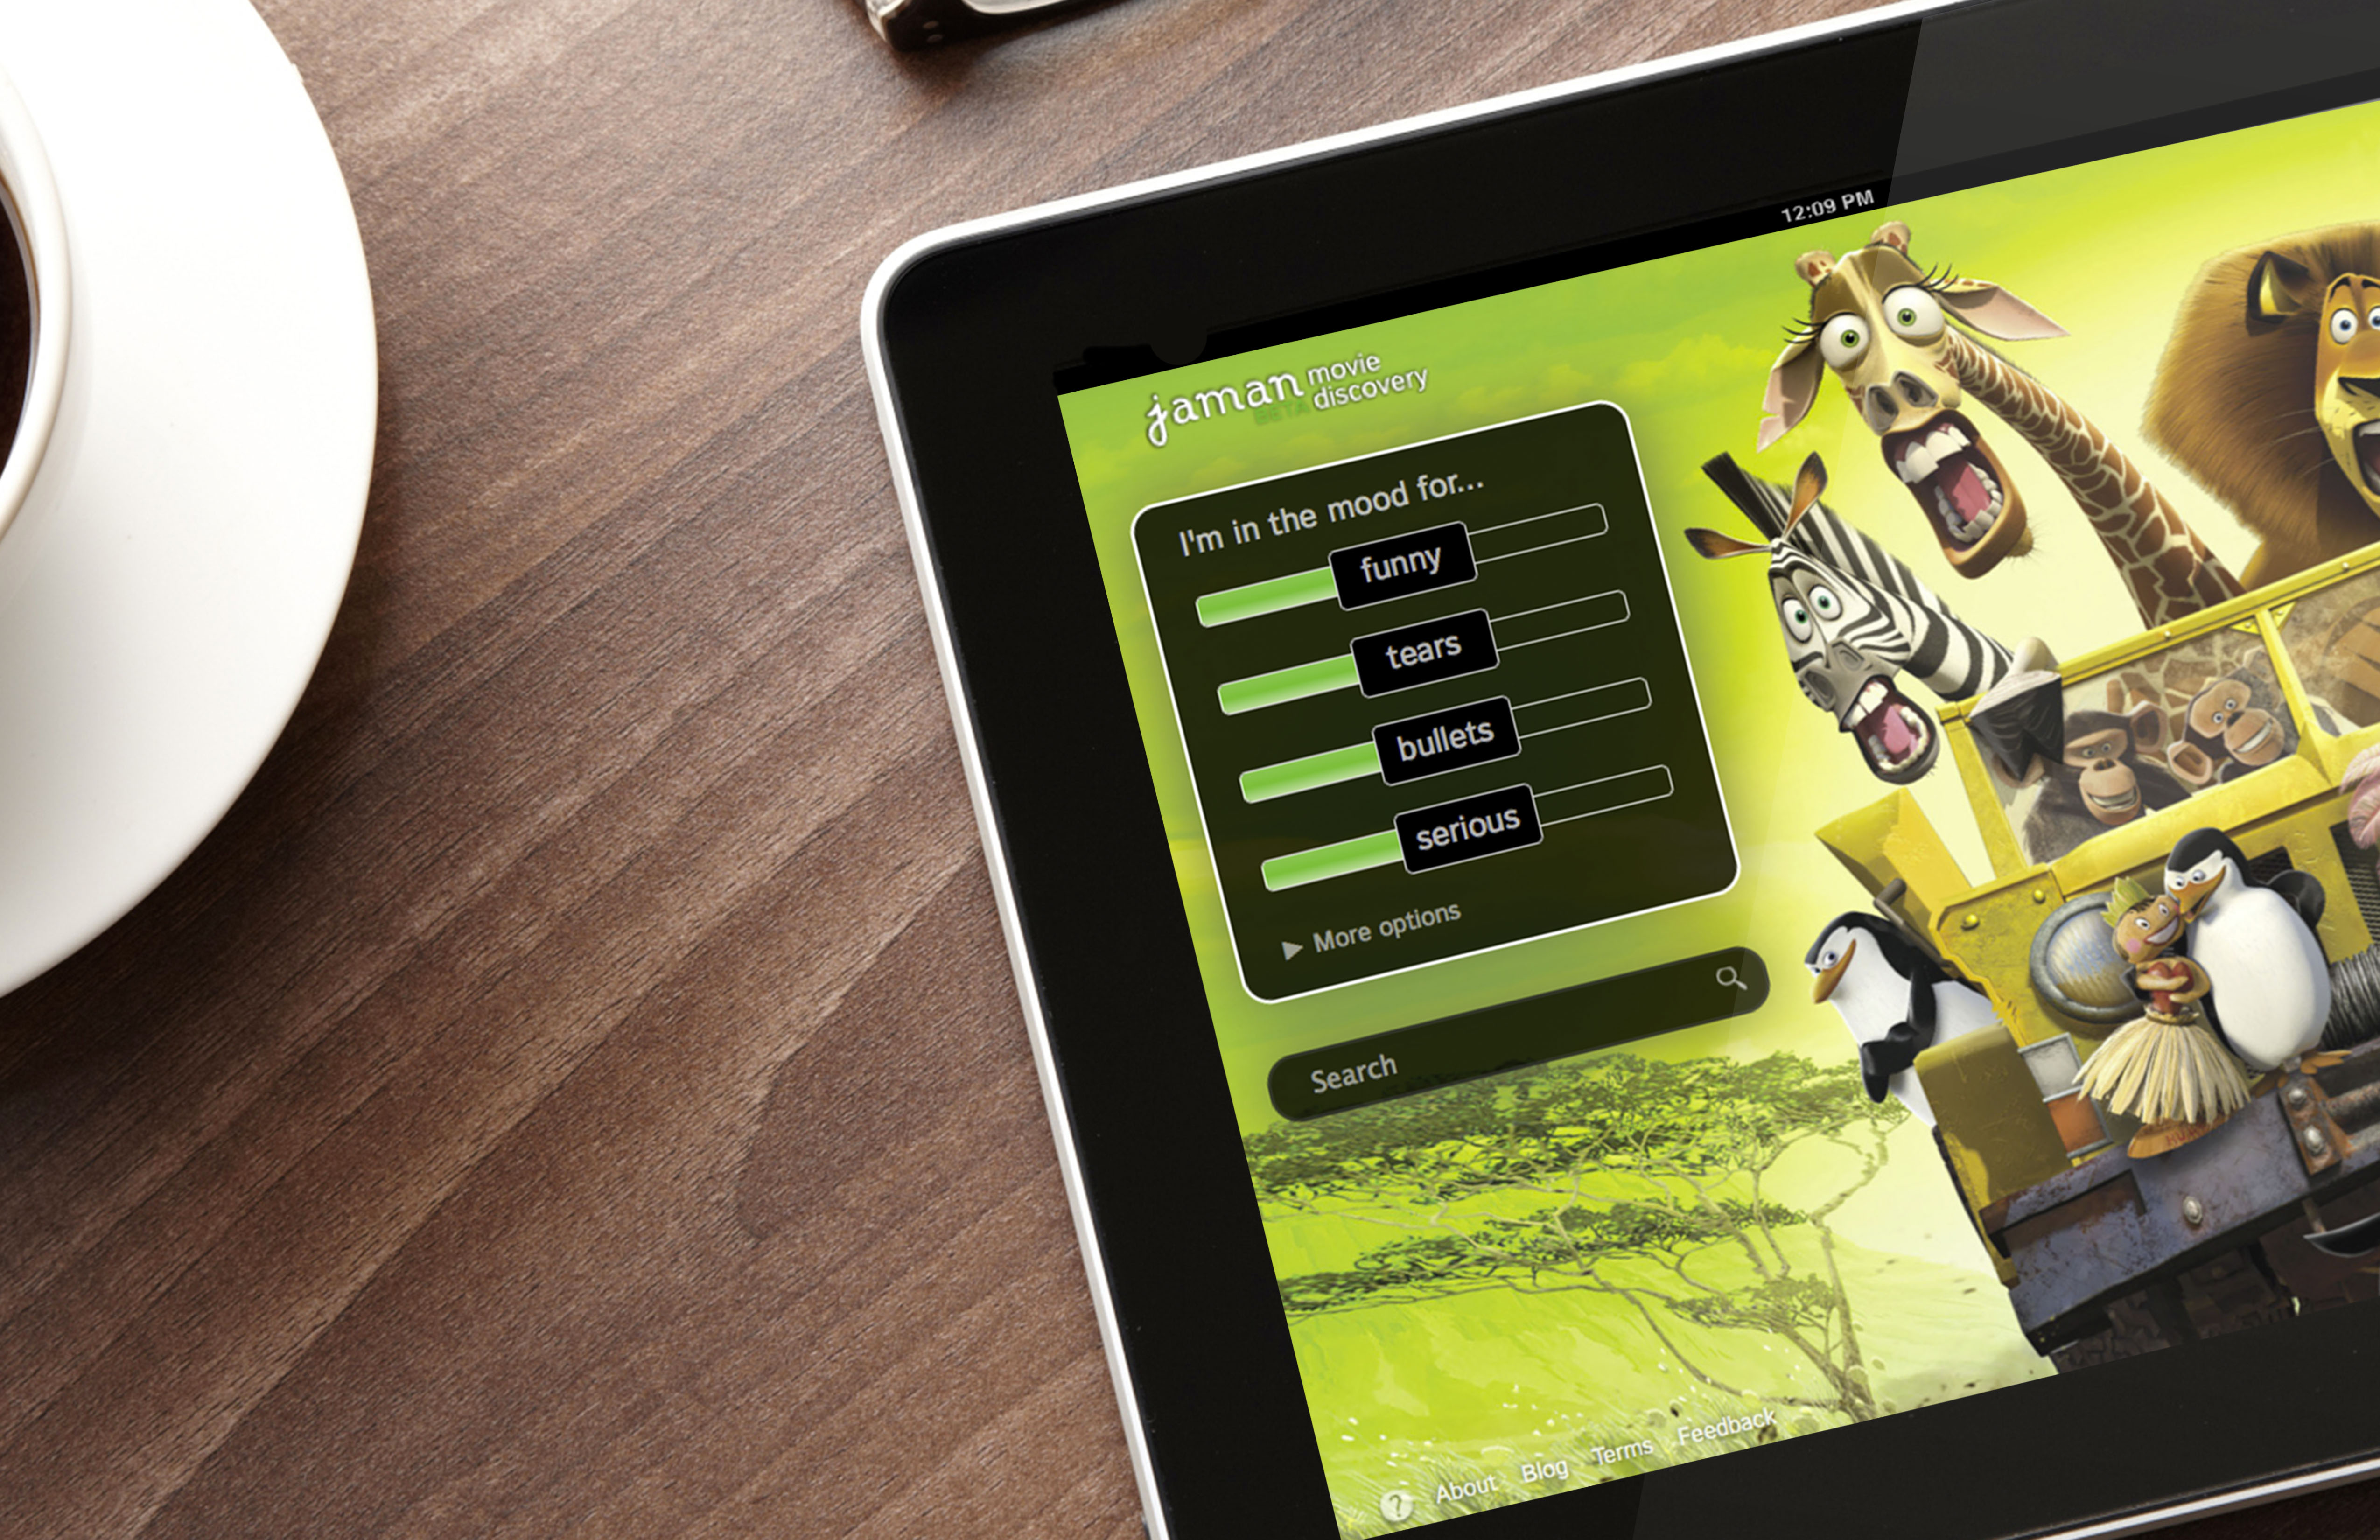 12:09 PM
jaman movie discovery
BETA
I'm in the mood for...
funny
tears
bullets
serious
▶ More options
Search
? About Blog Terms Feedback